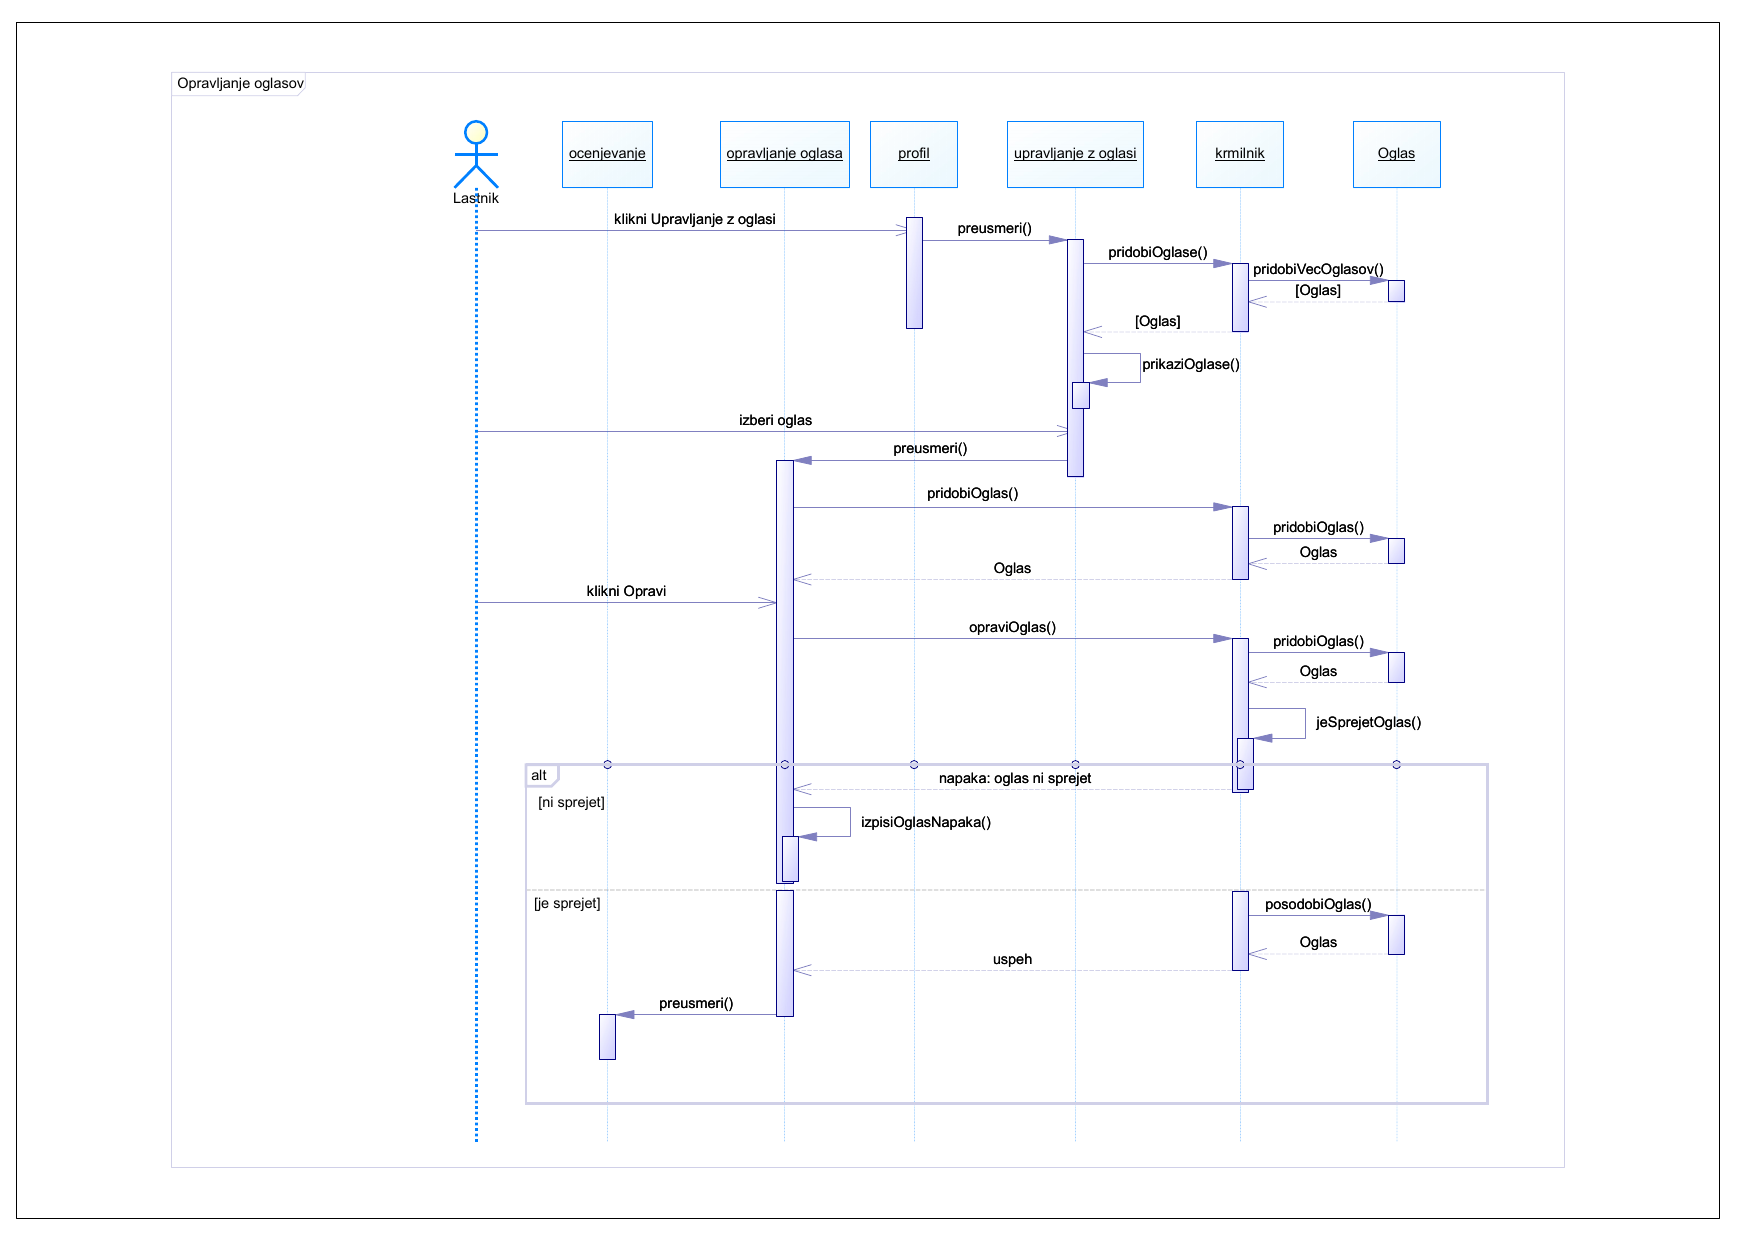 Opravljanje oglasov
ocenjevanje
opravljanje oglasa
profil
upravljanje z oglasi
krmilnik
Oglas
Lastnik
klikni Upravljanje z oglasi
preusmeri()
pridobiOglase()
pridobiVecOglasov()
[Oglas]
[Oglas]
prikaziOglase()
izberi oglas
preusmeri()
pridobiOglas()
pridobiOglas()
Oglas
Oglas
klikni Opravi
opraviOglas()
pridobiOglas()
Oglas
jeSprejetOglas()
alt
napaka: oglas ni sprejet
[ni sprejet]
izpisiOglasNapaka()
[je sprejet]
posodobiOglas()
Oglas
uspeh
preusmeri()